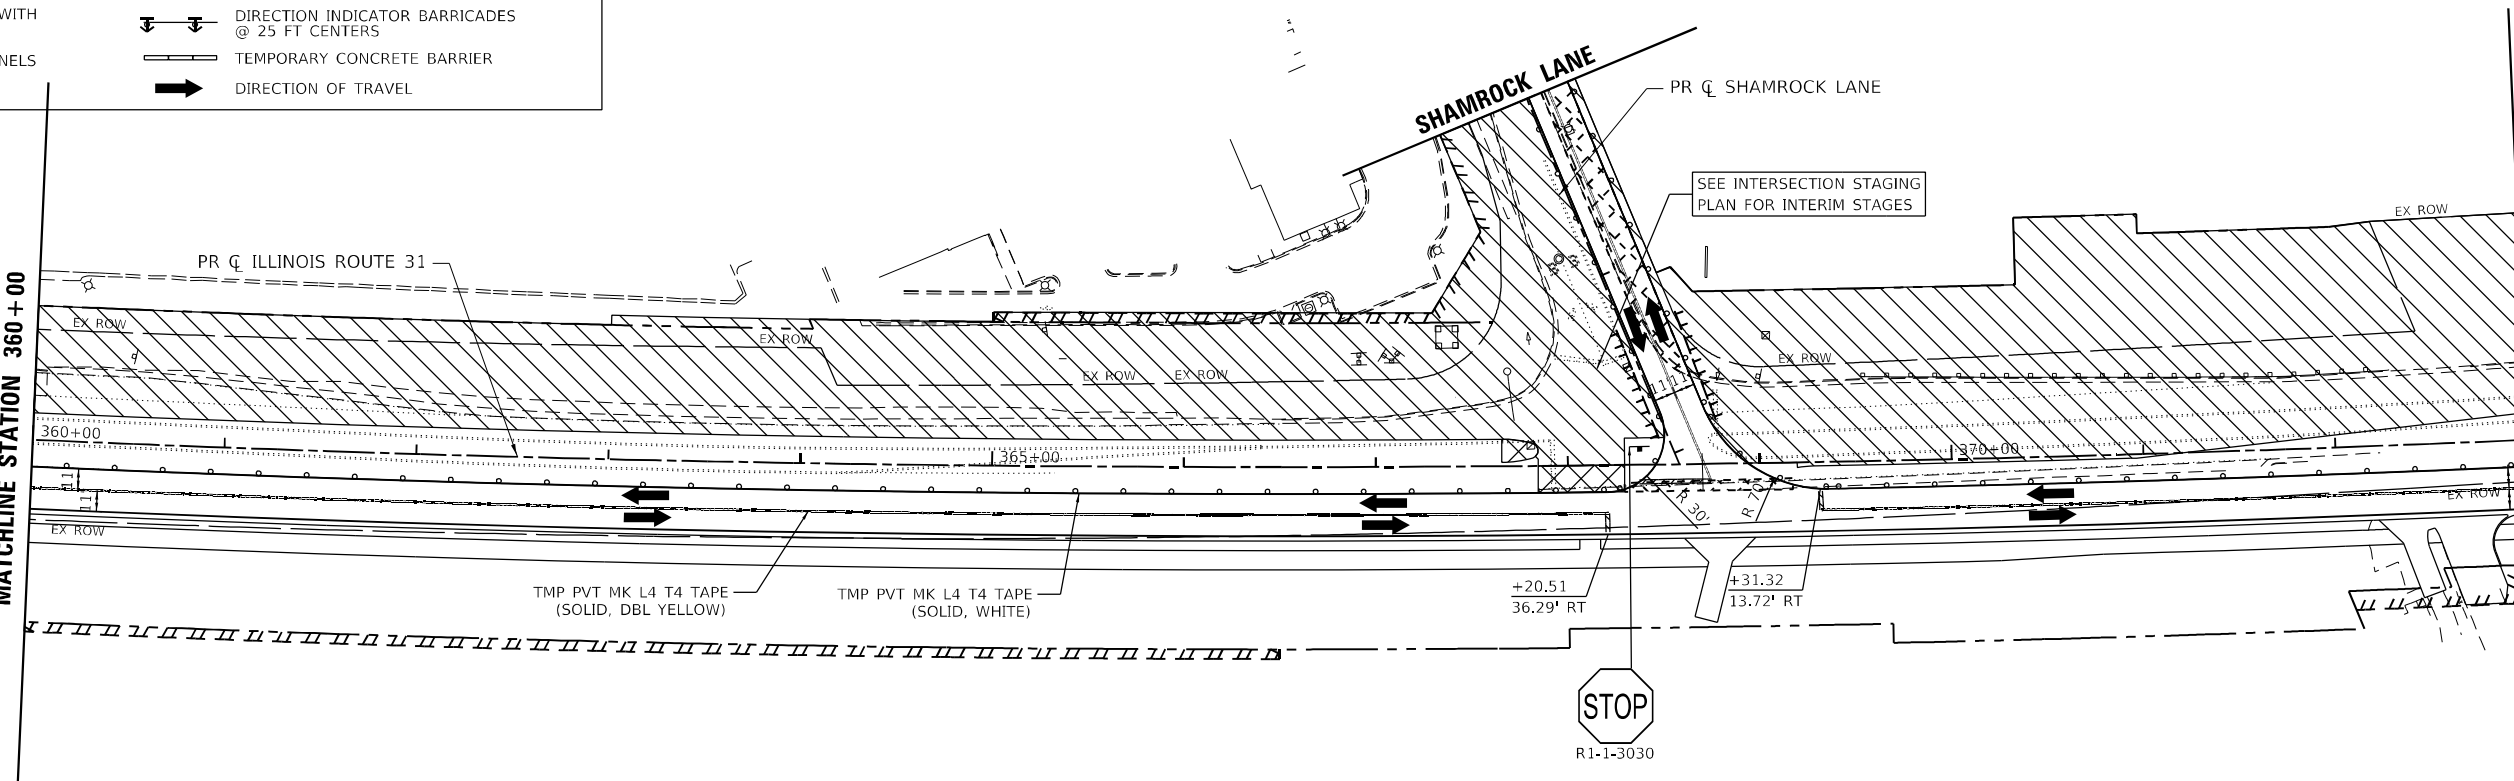 WITH
NELS
DIRECTION INDICATOR BARRICADES
@ 25 FT CENTERS
TEMPORARY CONCRETE BARRIER
DIRECTION OF TRAVEL
SHAMROCK LANE
PR ℄ SHAMROCK LANE
SEE INTERSECTION STAGING
PLAN FOR INTERIM STAGES
EX ROW
PR ℄ ILLINOIS ROUTE 31
MATCHLINE STATION 360+00
EX ROW
EX ROW
EX ROW
EX ROW
EX ROW
11
11
360+00
365+00
370+00
11
11
EX ROW
EX ROW
R 30'
R 70'
TMP PVT MK L4 T4 TAPE
(SOLID, DBL YELLOW)
TMP PVT MK L4 T4 TAPE
(SOLID, WHITE)
+20.51
36.29' RT
+31.32
13.72' RT
STOP
R1-1-3030